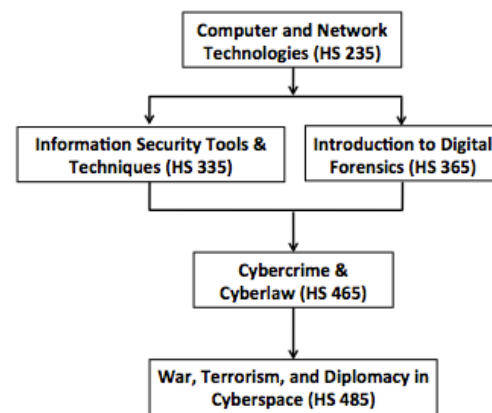 Computer and Network
Technologies (HS 235)
Information Security Tools &
Techniques (HS 335)
Introduction to Digital
Forensics (HS 365)
Cybercrime &
Cyberlaw (HS 465)
War, Terrorism, and Diplomacy in
Cyberspace (HS 485)